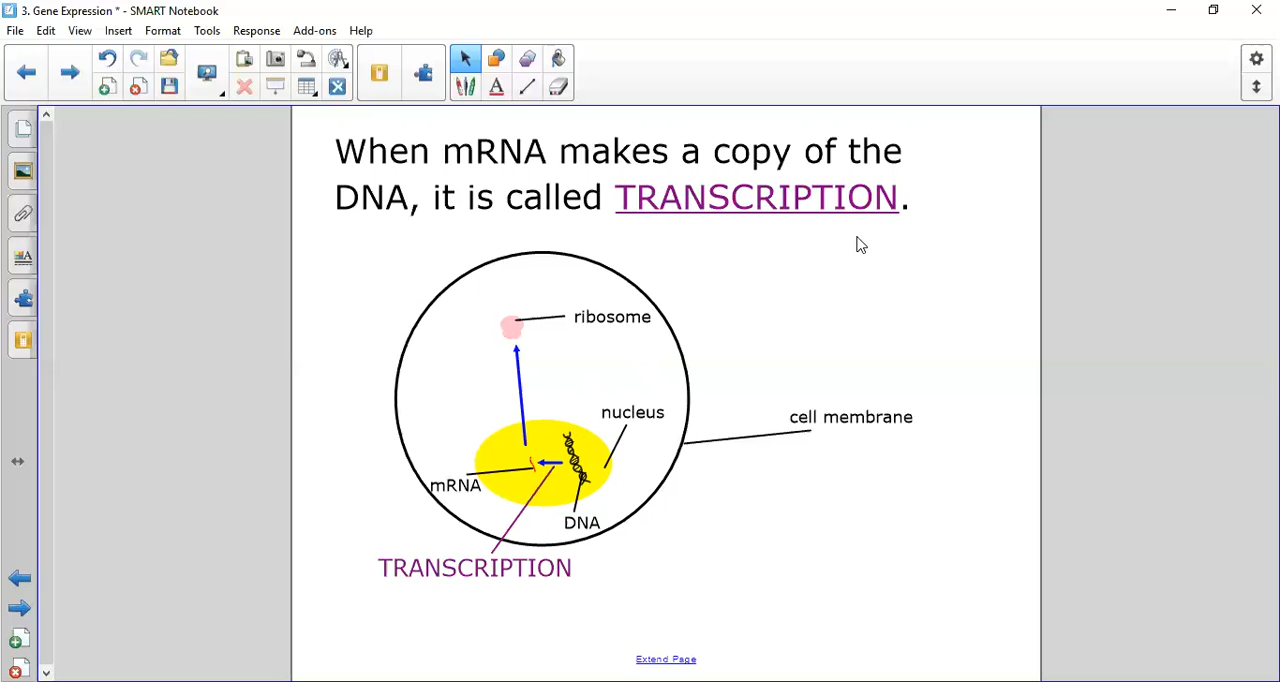 3. Gene Expression * - SMART Notebook
File Edit View Insert Format Tools Response Add-ons Help
When mRNA makes a copy of the
DNA, it is called TRANSCRIPTION.
ribosome
nucleus
cell membrane
mRNA
DNA
TRANSCRIPTION
Extend Page